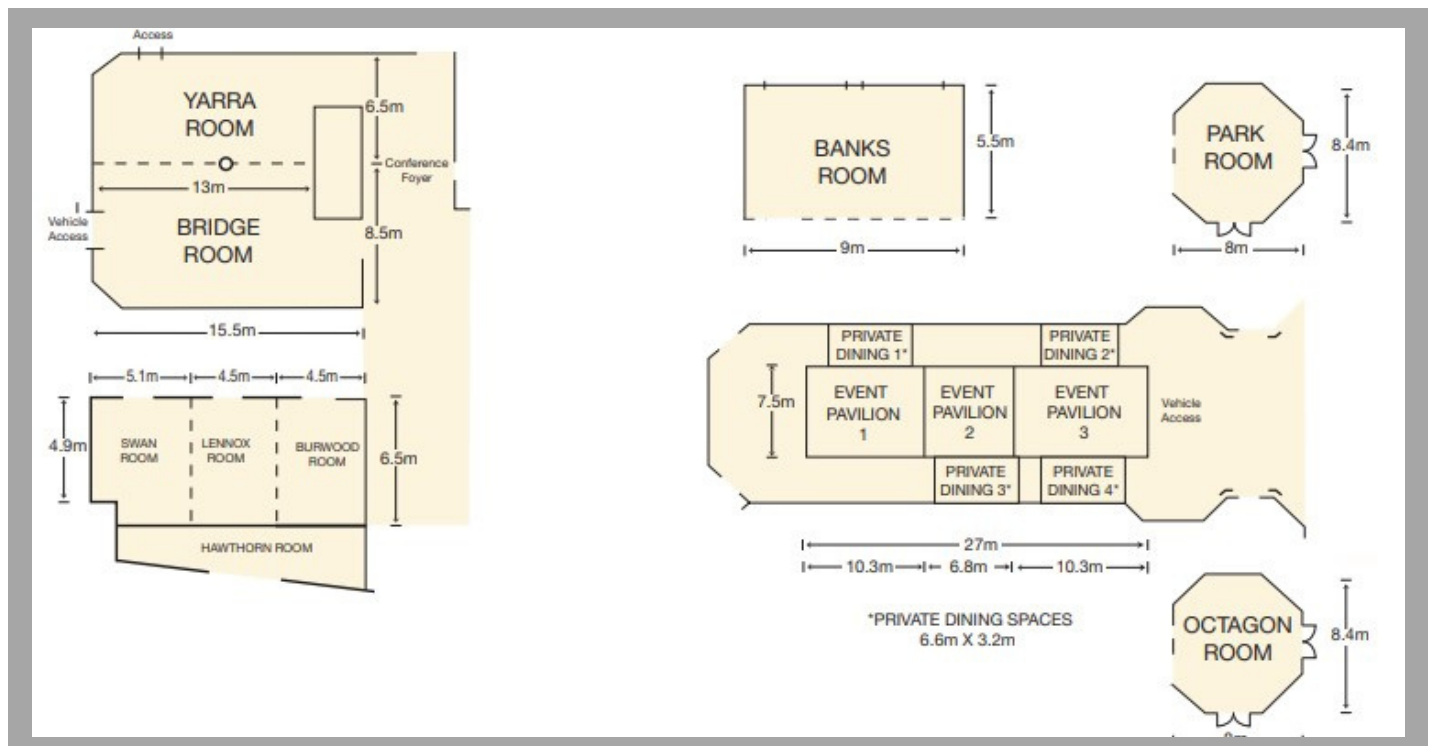 Access
YARRA
ROOM
6.5m
Conference
Foyer
13m
Vehicle
Access
BRIDGE
ROOM
8.5m
15.5m
5.1m
4.5m
4.5m
4.9m
SWAN
ROOM
LENNOX
ROOM
BURWOOD
ROOM
6.5m
HAWTHORN ROOM
BANKS
ROOM
5.5m
9m
PARK
ROOM
8.4m
8m
PRIVATE
DINING 1*
PRIVATE
DINING 2*
7.5m
EVENT
PAVILION
1
EVENT
PAVILION
2
EVENT
PAVILION
3
Vehicle
Access
PRIVATE
DINING 3*
PRIVATE
DINING 4*
27m
10.3m
6.8m
10.3m
*PRIVATE DINING SPACES
6.6m X 3.2m
OCTAGON
ROOM
8.4m